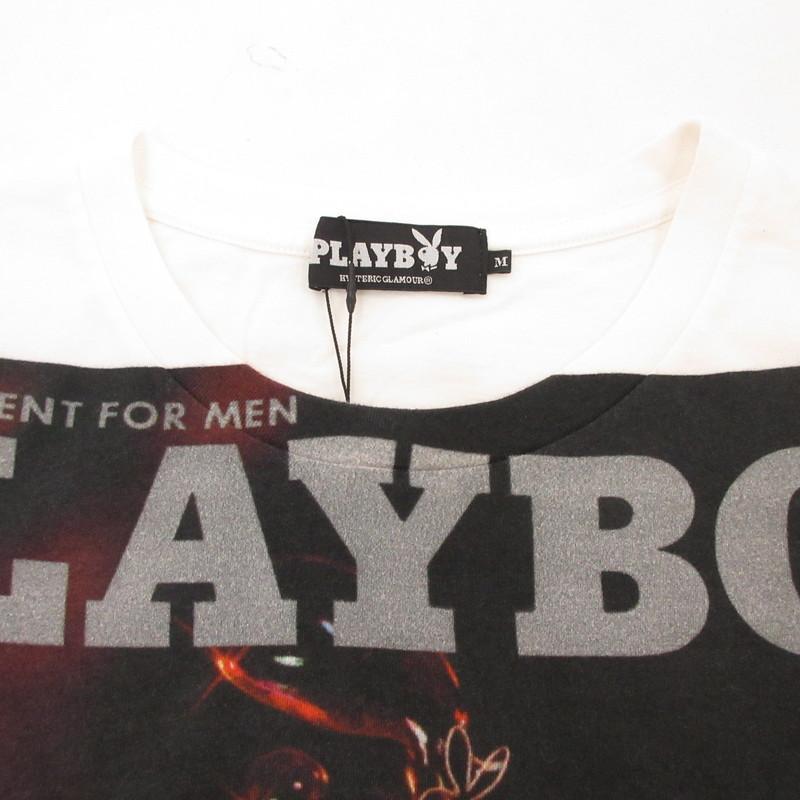 PLAYBOY
HYSTERIC GLAMOUR®
M
ENT FOR MEN
LAYBO